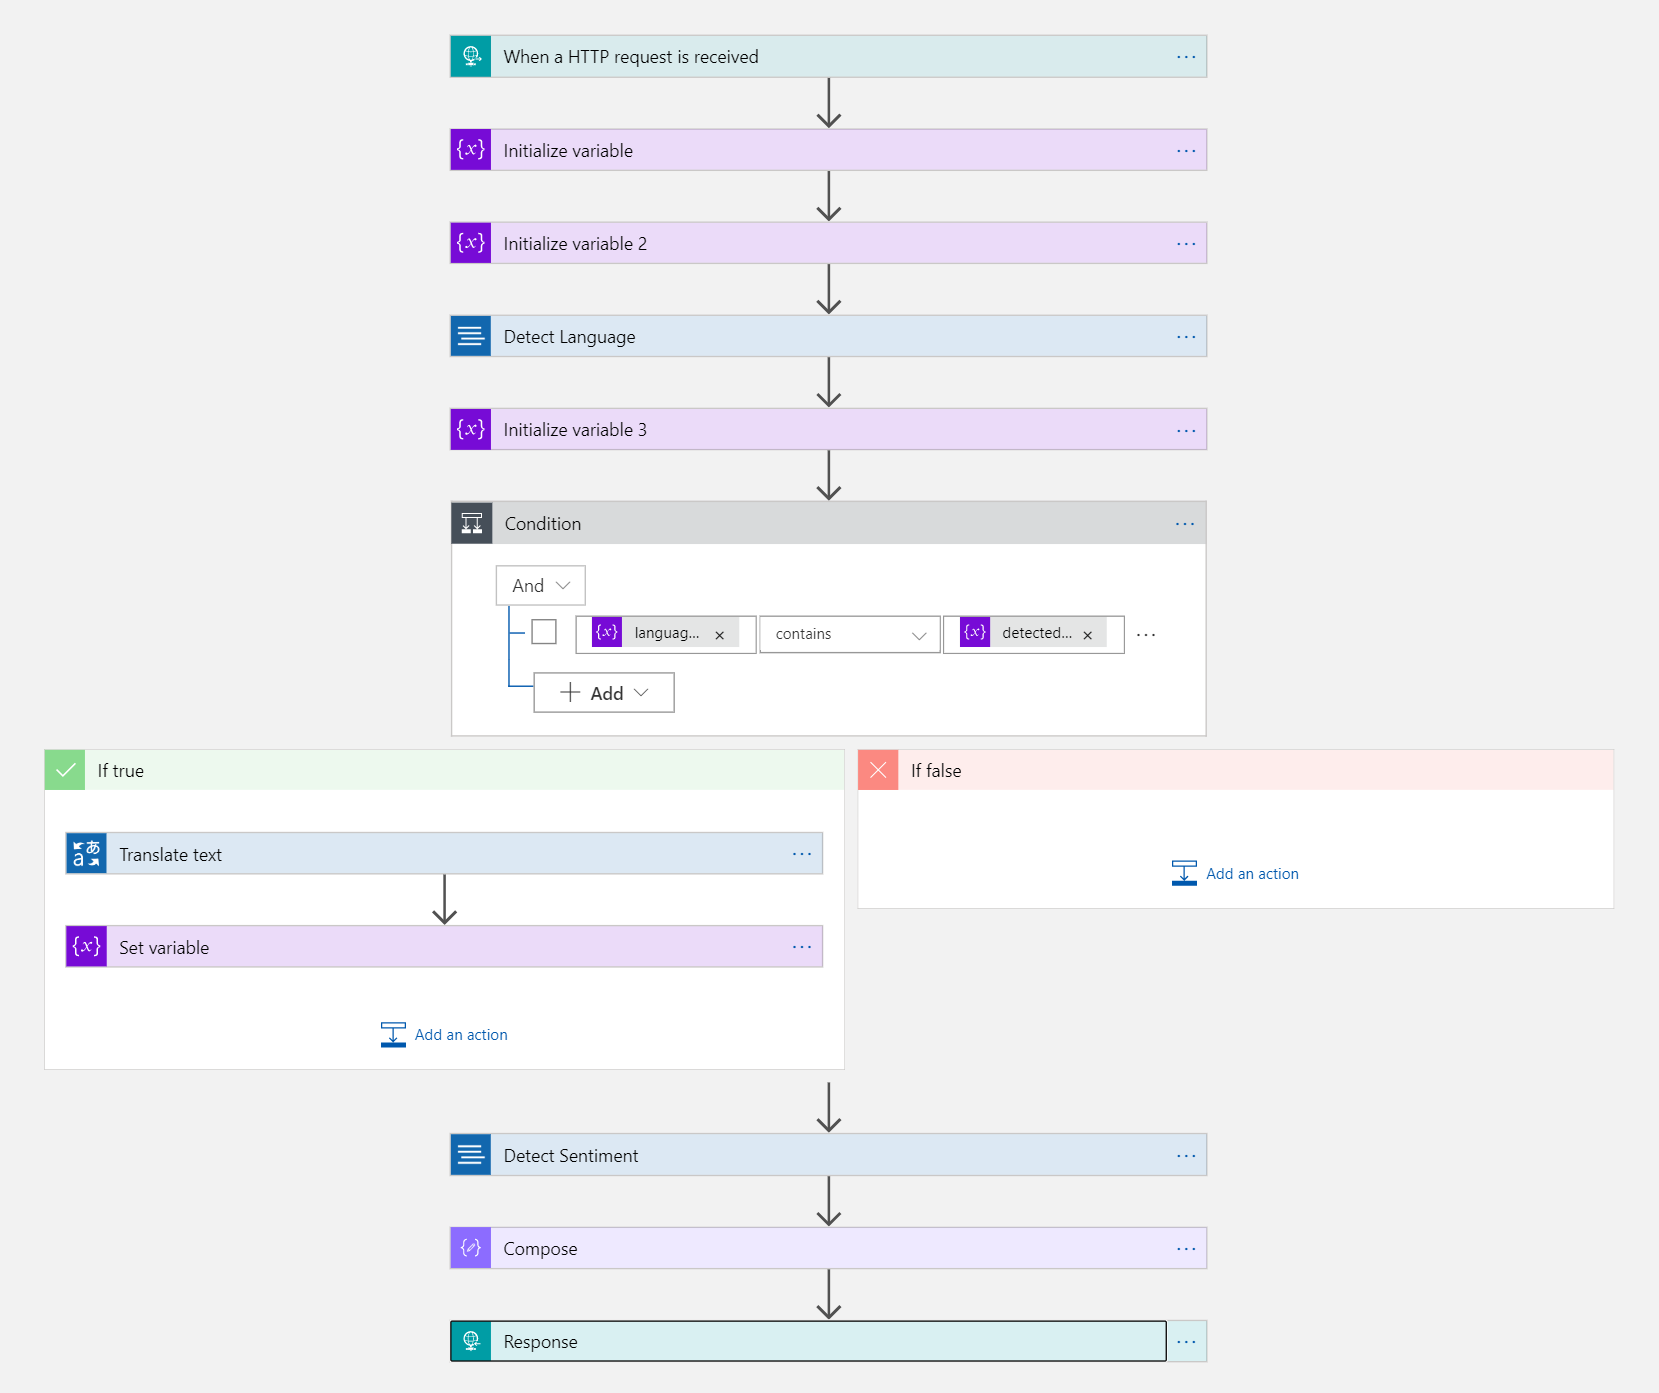 When a HTTP request is received
Initialize variable
Initialize variable 2
Detect Language
Initialize variable 3
Condition
And
languag... × contains detected... ×
Add
If true
If false
Translate text
Add an action
Set variable
Add an action
Detect Sentiment
Compose
Response